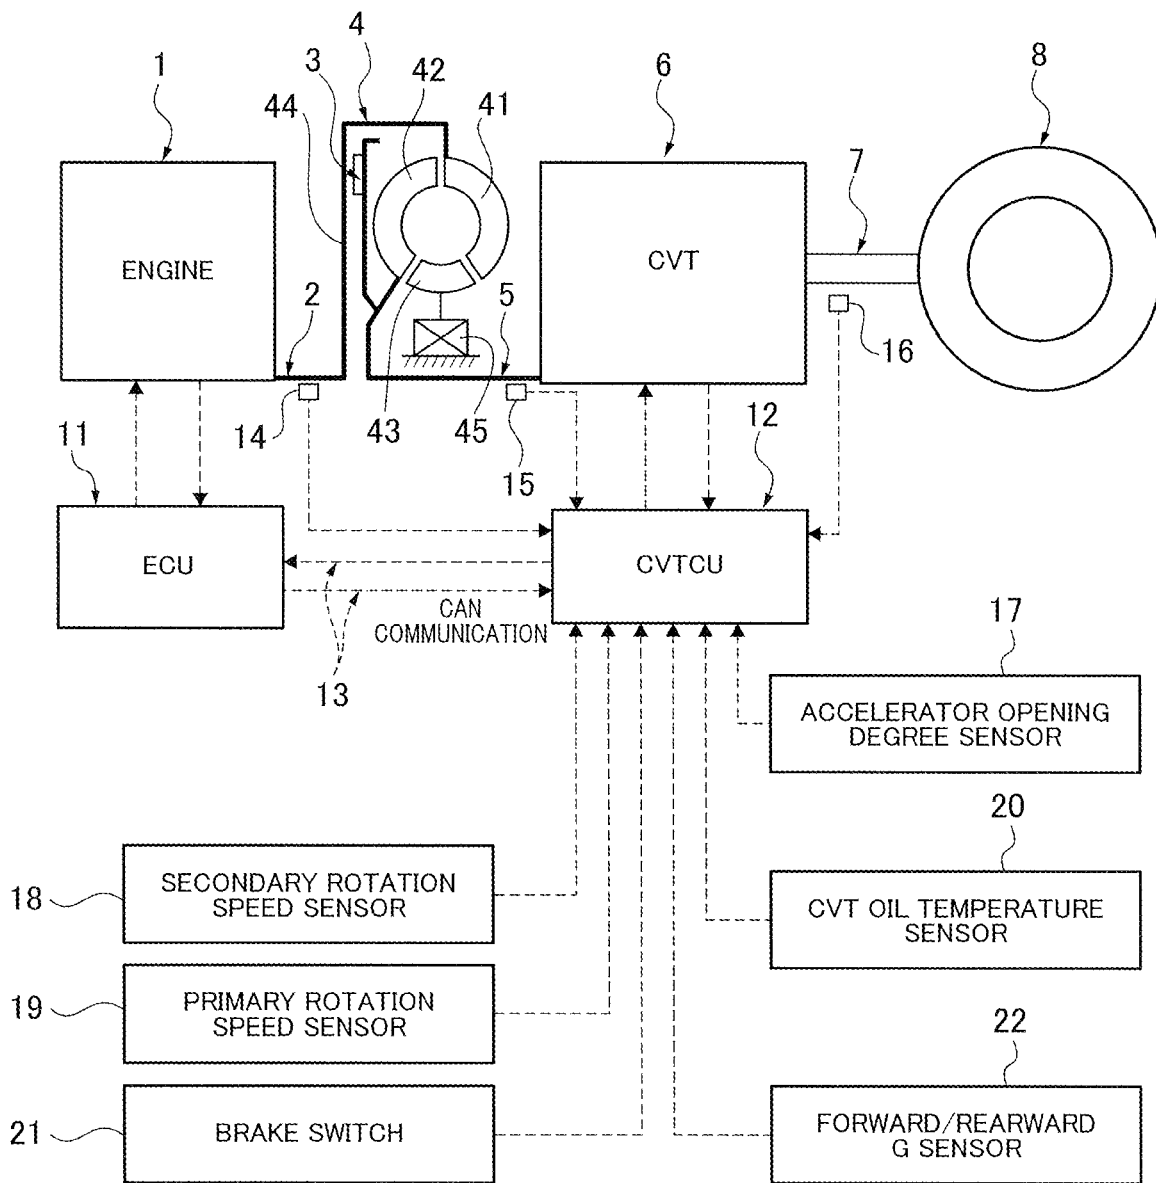 4
1
3
42
6
8
44
41
7
ENGINE
CVT
2
5
16
14
43
45
15
12
11
ECU
CVTCU
CAN
COMMUNICATION
13
17
ACCELERATOR OPENING
DEGREE SENSOR
20
18
SECONDARY ROTATION
SPEED SENSOR
CVT OIL TEMPERATURE
SENSOR
19
PRIMARY ROTATION
SPEED SENSOR
22
21
BRAKE SWITCH
FORWARD/REARWARD
G SENSOR